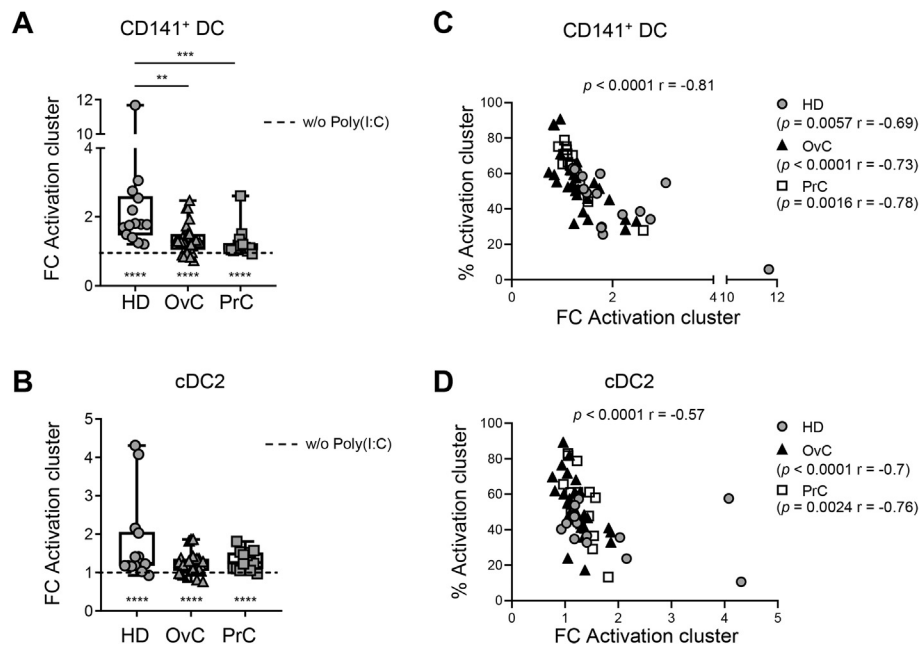 A
CD141⁺ DC
***
**
12
10
4
2
0
FC Activation cluster
w/o Poly(I:C)
**** **** ****
HD OvC PrC
B
cDC2
5
4
3
2
1
0
FC Activation cluster
w/o Poly(I:C)
**** **** ****
HD OvC PrC
C
CD141⁺ DC
p < 0.0001 r = -0.81
100
80
60
40
20
0
% Activation cluster
0 2 4 10 12
FC Activation cluster
HD
(p = 0.0057 r = -0.69)
OvC
(p < 0.0001 r = -0.73)
PrC
(p = 0.0016 r = -0.78)
D
cDC2
p < 0.0001 r = -0.57
100
80
60
40
20
0
% Activation cluster
0 1 2 3 4 5
FC Activation cluster
HD
OvC
(p < 0.0001 r = -0.7)
PrC
(p = 0.0024 r = -0.76)